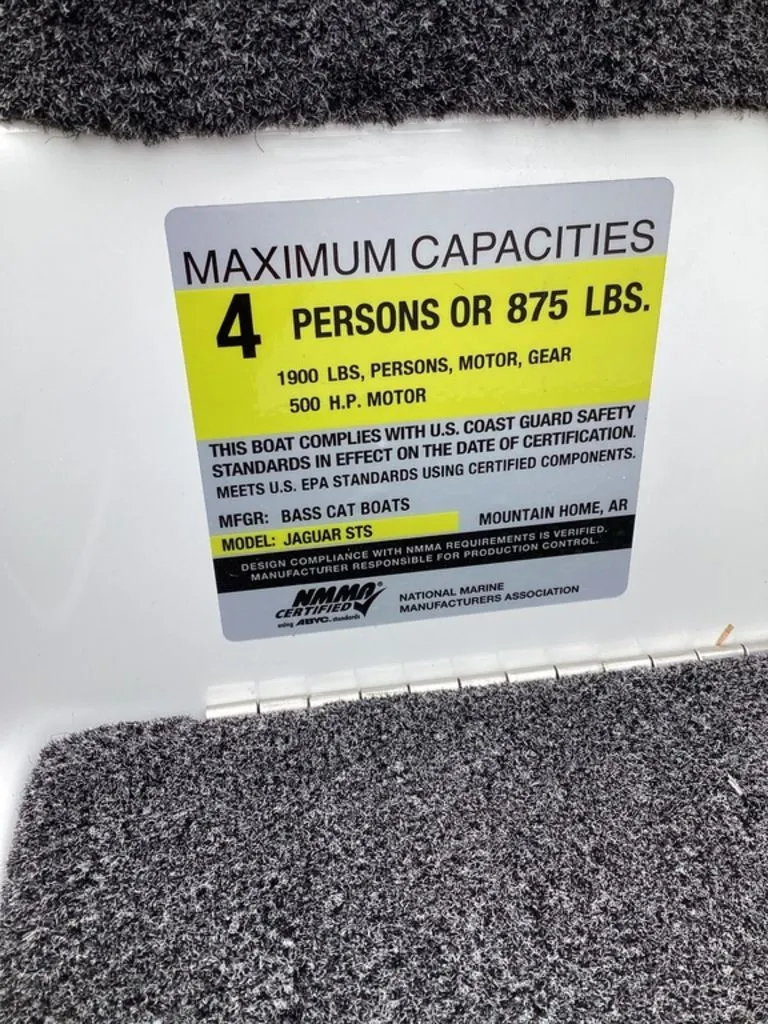 MAXIMUM CAPACITIES
4 PERSONS OR 875 LBS.
1900 LBS, PERSONS, MOTOR, GEAR
500 H.P. MOTOR
THIS BOAT COMPLIES WITH U.S. COAST GUARD SAFETY
STANDARDS IN EFFECT ON THE DATE OF CERTIFICATION.
MEETS U.S. EPA STANDARDS USING CERTIFIED COMPONENTS.
MFGR: BASS CAT BOATS MOUNTAIN HOME, AR
MODEL: JAGUAR STS
DESIGN COMPLIANCE WITH NMMA REQUIREMENTS IS VERIFIED.
MANUFACTURER RESPONSIBLE FOR PRODUCTION CONTROL.
NMMA®
CERTIFIED
using ABYC. standards
NATIONAL MARINE
MANUFACTURERS ASSOCIATION